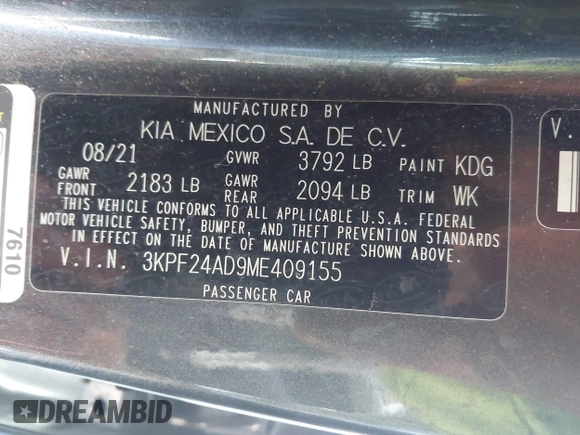 MANUFACTURED BY
KIA MEXICO S.A. DE C.V.
08/21 GVWR 3792 LB PAINT KDG
GAWR FRONT 2183 LB GAWR REAR 2094 LB TRIM WK
THIS VEHICLE CONFORMS TO ALL APPLICABLE U.S.A. FEDERAL
MOTOR VEHICLE SAFETY, BUMPER, AND THEFT PREVENTION STANDARDS
IN EFFECT ON THE DATE OF MANUFACTURE SHOWN ABOVE.
V.I.N. 3KPF24AD9ME409155
PASSENGER CAR
7610
V.
DREAMBID